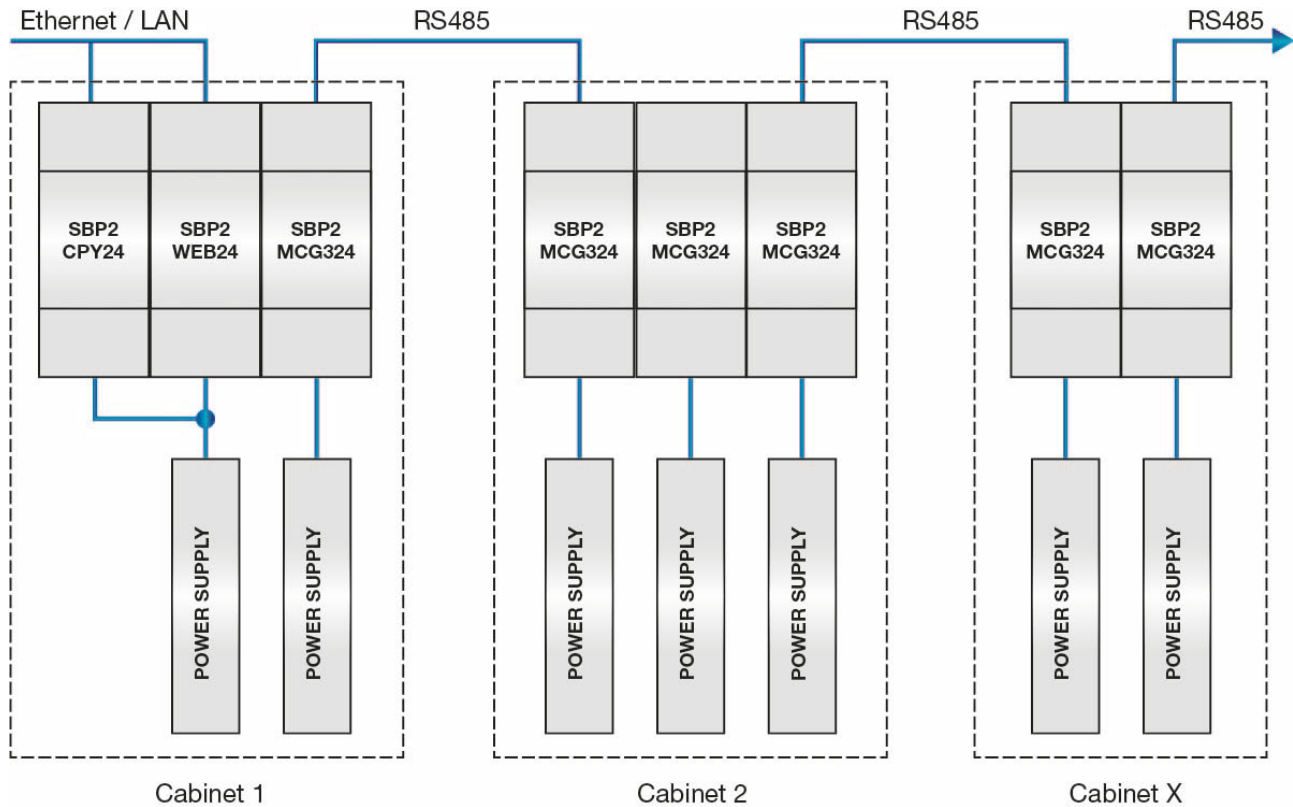 Ethernet / LAN
RS485
RS485
RS485
SBP2
CPY24
SBP2
WEB24
SBP2
MCG324
SBP2
MCG324
SBP2
MCG324
SBP2
MCG324
SBP2
MCG324
SBP2
MCG324
POWER SUPPLY
POWER SUPPLY
POWER SUPPLY
POWER SUPPLY
POWER SUPPLY
POWER SUPPLY
POWER SUPPLY
Cabinet 1
Cabinet 2
Cabinet X